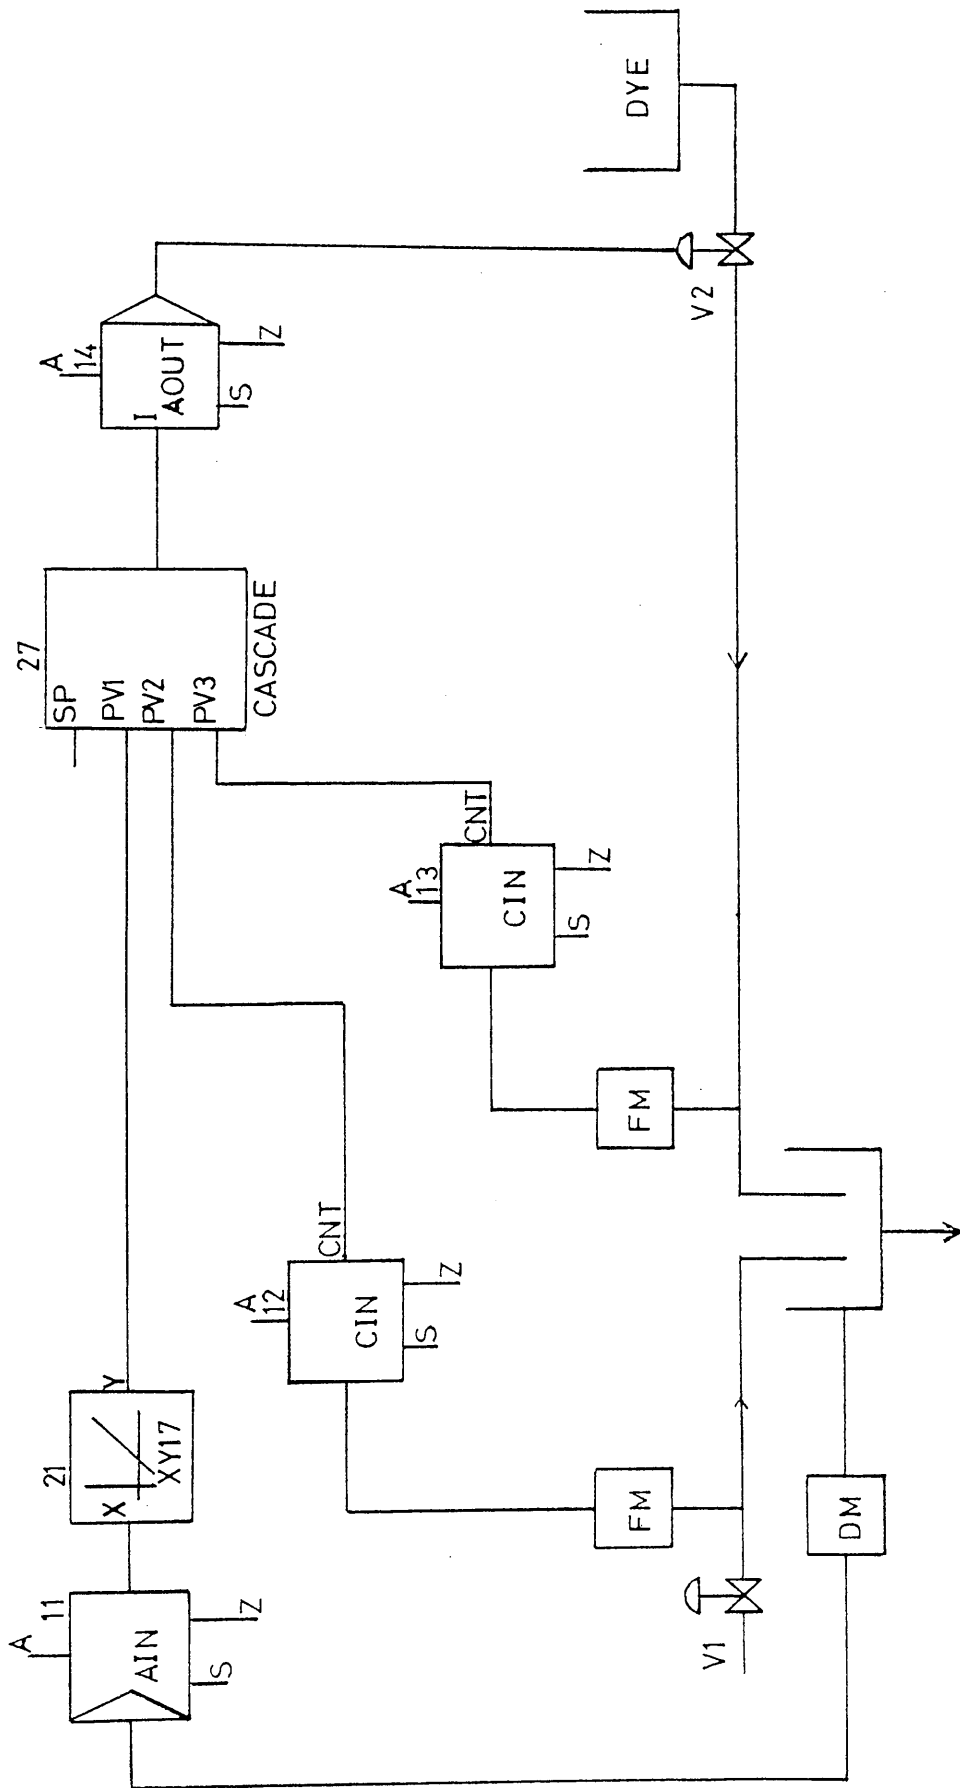 A
11
AIN
S
Z
21
X
Y
XY17
27
SP
PV1
PV2
PV3
CASCADE
A
14
I
AOUT
S
Z
A
12
CIN
CNT
S
Z
A
13
CIN
CNT
S
Z
FM
FM
V1
DM
V2
DYE